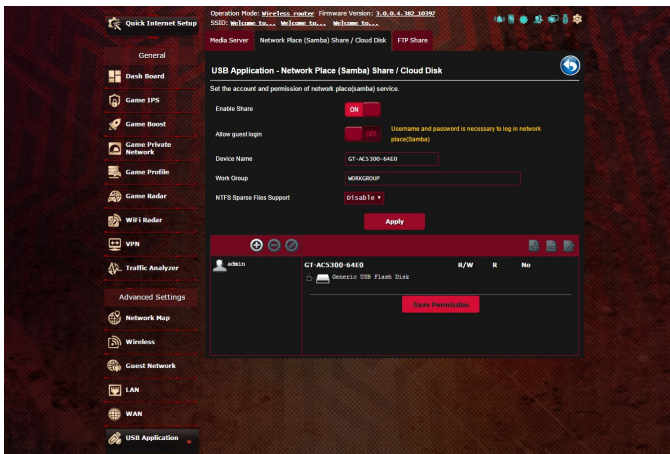 Quick Internet Setup
Operation Mode: Wireless router Firmware Version: 3.0.0.4.382_10397
SSID: Welcome to... Welcome to... Welcome to...
Media Server Network Place (Samba) Share / Cloud Disk FTP Share
General
Dash Board
Game IPS
Game Boost
Game Private
Network
Game Profile
Game Radar
WiFi Radar
VPN
Traffic Analyzer
Advanced Settings
Network Map
Wireless
Guest Network
LAN
WAN
USB Application »
USB Application - Network Place (Samba) Share / Cloud Disk
Set the account and permission of network place(samba) service.
Enable Share ON
Allow guest login OFF Username and password is necessary to log in network
place(Samba)
Device Name GT-AC5300-64E0
Work Group WORKGROUP
NTFS Sparse Files Support Disable
Apply
admin
GT-AC5300-64E0 R/W R No
Generic USB Flash Disk
Save Permission